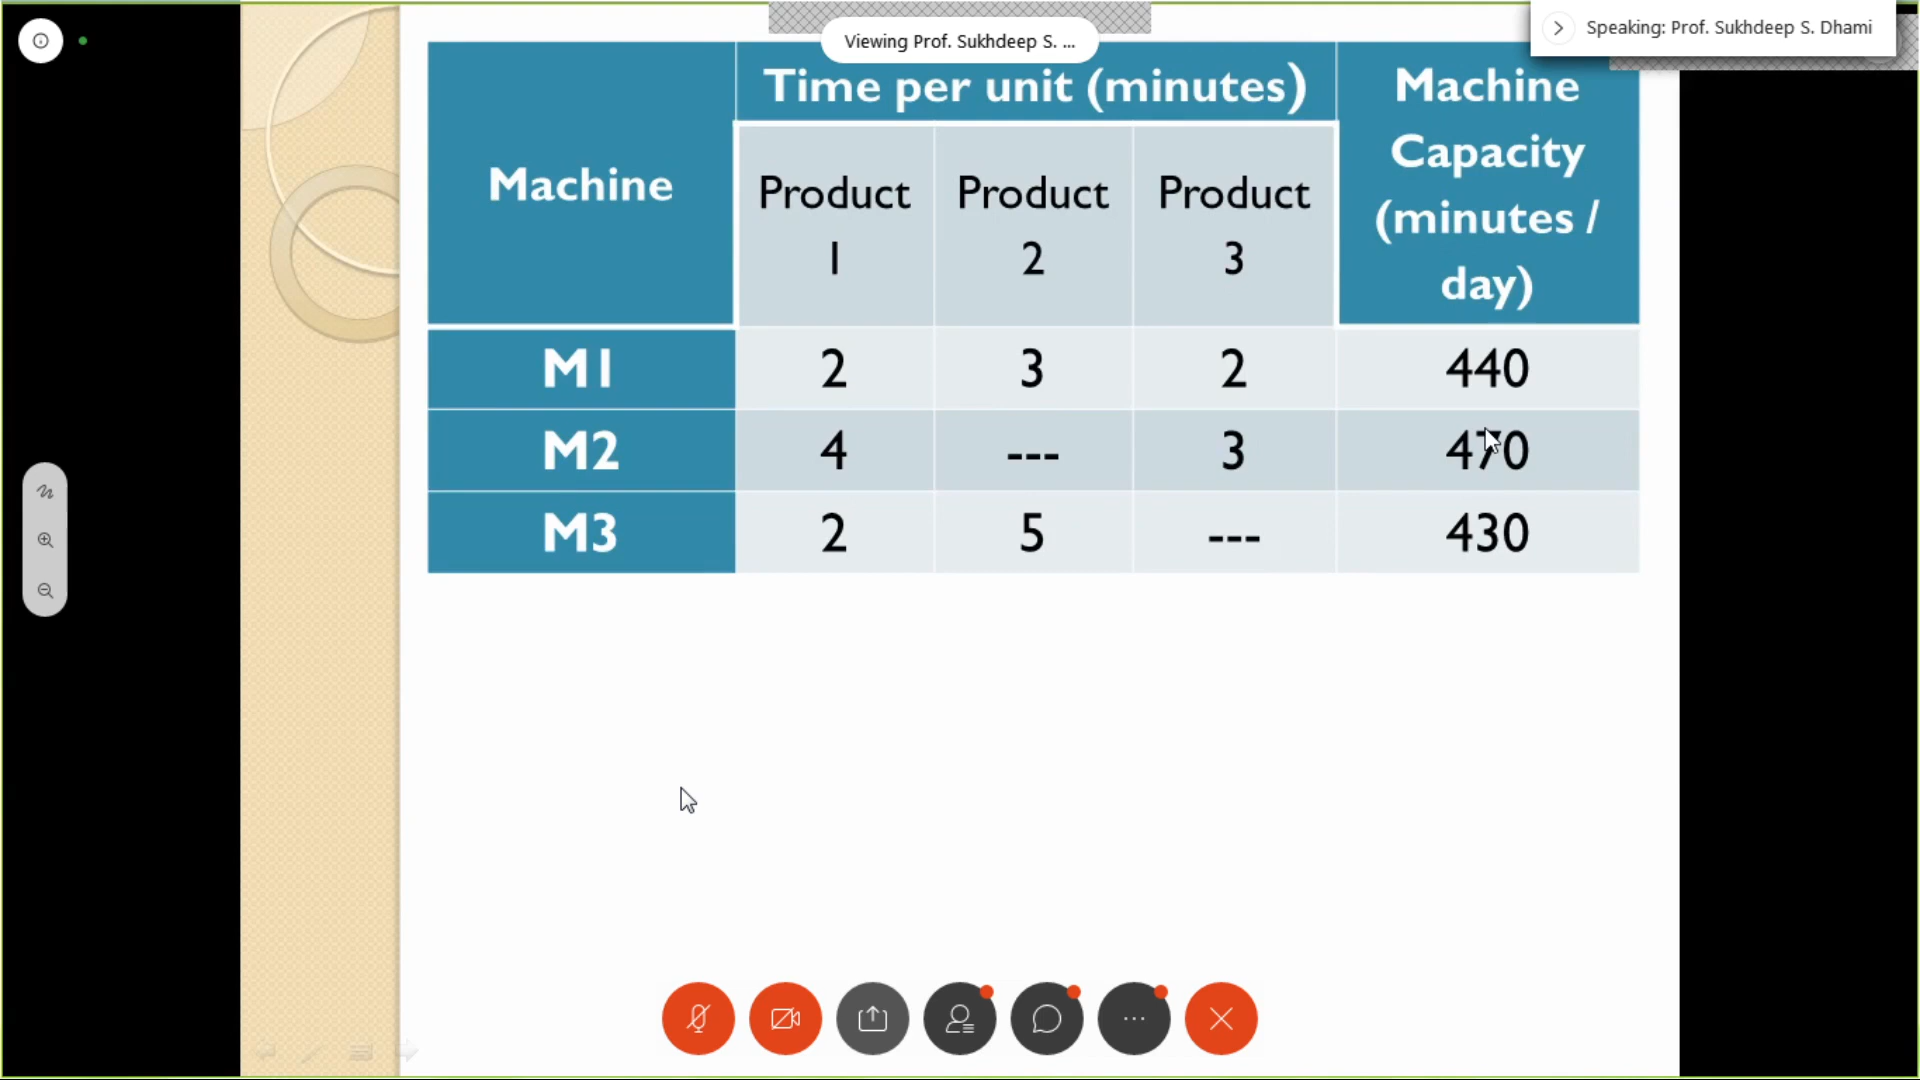 Viewing Prof. Sukhdeep S. ...
Speaking: Prof. Sukhdeep S. Dhami
Machine
Time per unit (minutes)
Machine
Capacity
(minutes /
day)
Product
1
Product
2
Product
3
M1 2 3 2 440
M2 4 --- 3 470
M3 2 5 --- 430